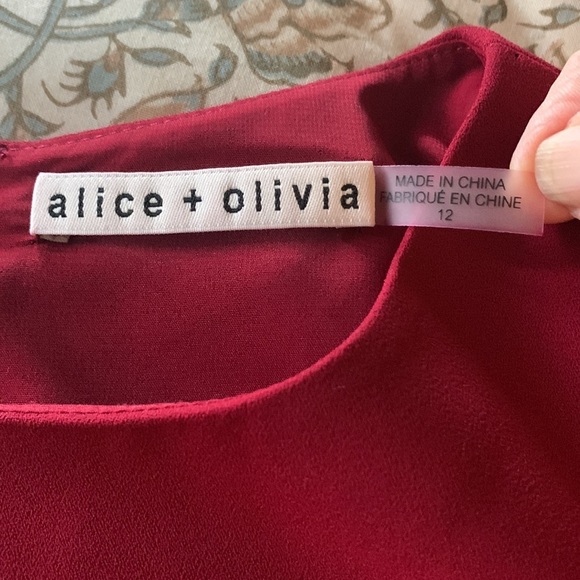 alice + olivia
MADE IN CHINA
FABRIQUÉ EN CHINE
12